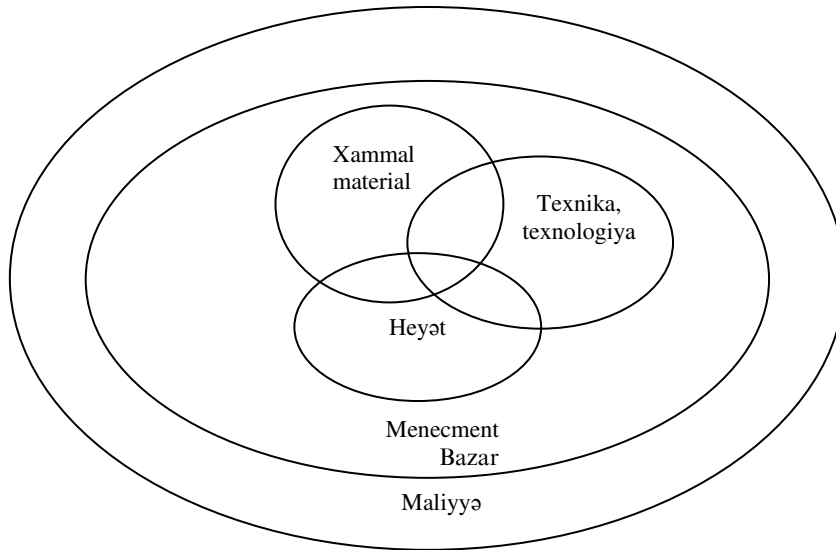 Xammal
material
Texnika,
texnologiya
Heyət
Menecment
Bazar
Maliyyə